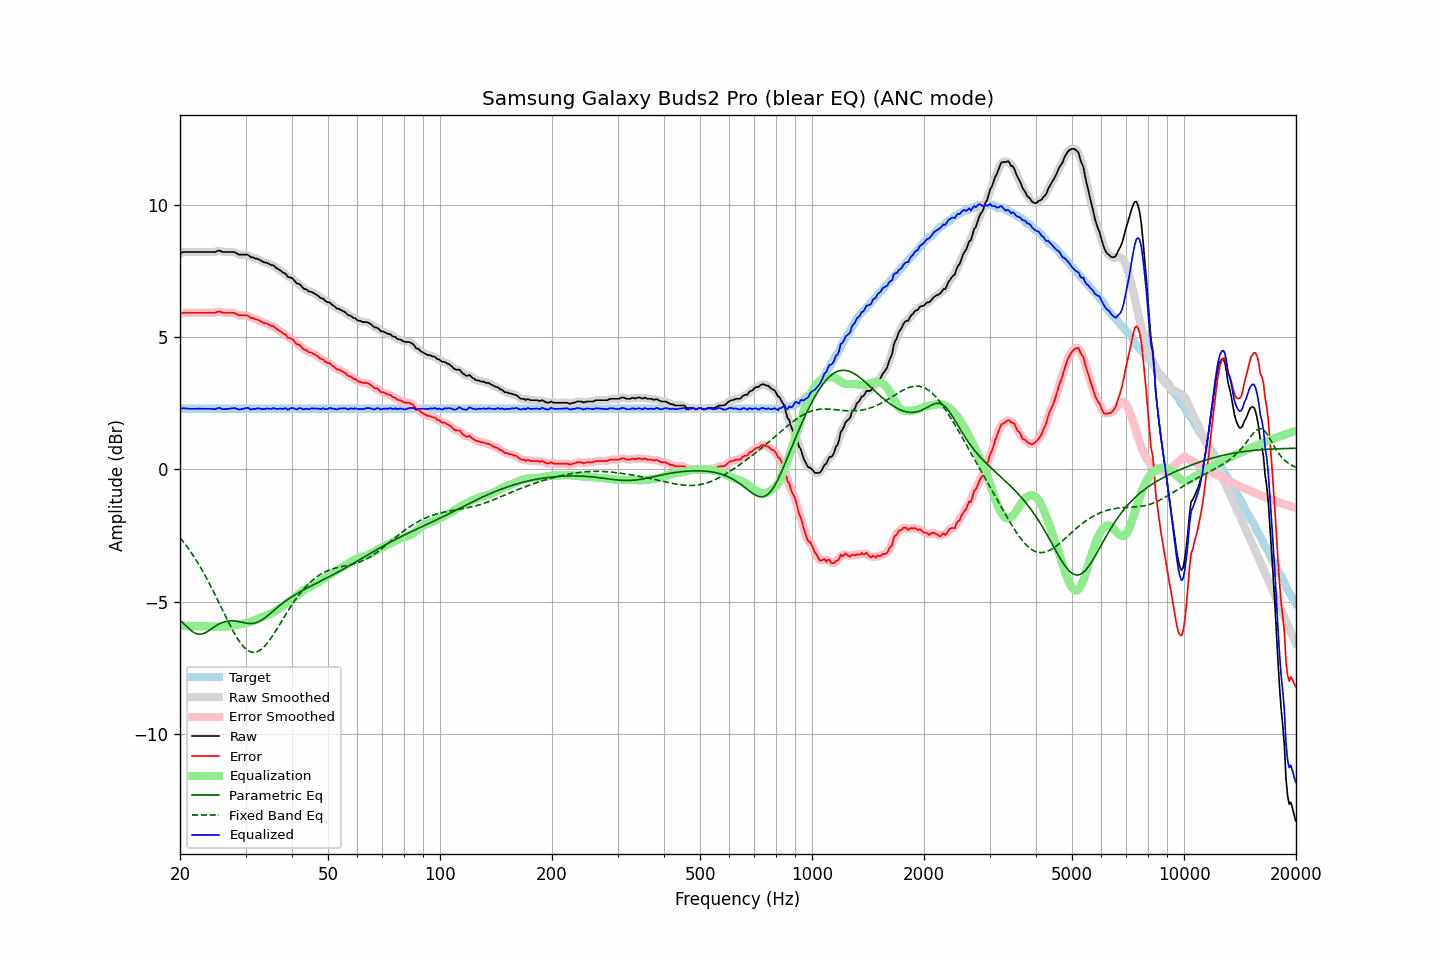 Samsung Galaxy Buds2 Pro (blear EQ) (ANC mode)
Amplitude (dBr)
10
5
0
−5
−10
Target
Raw Smoothed
Error Smoothed
Raw
Error
Equalization
Parametric Eq
Fixed Band Eq
Equalized
20 50 100 200 500 1000 2000 5000 10000 20000
Frequency (Hz)